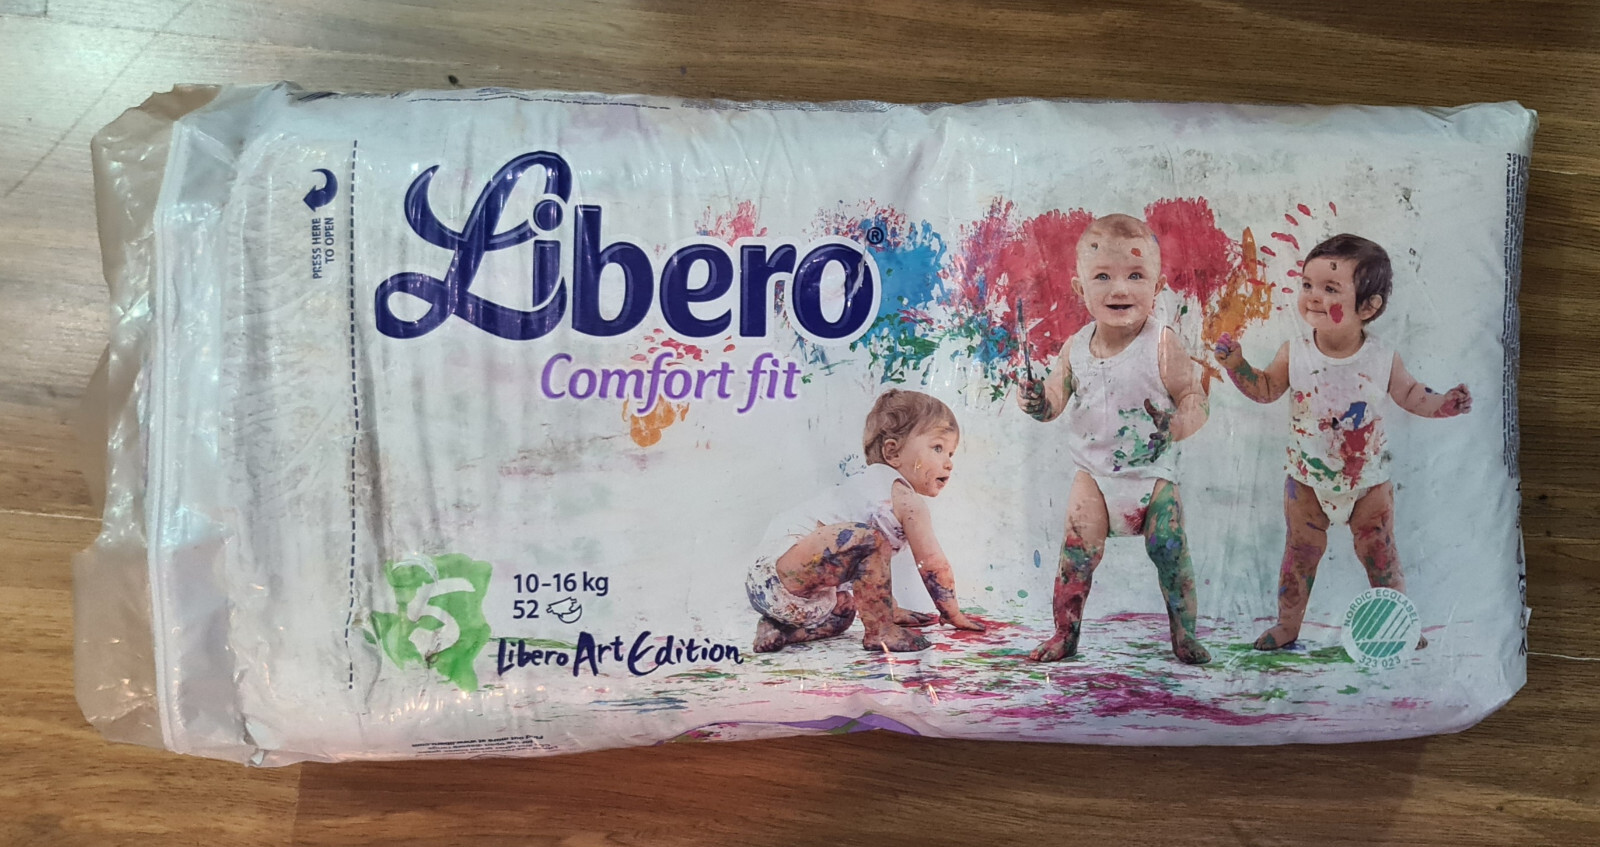 PRESS HERE
TO OPEN
Libero®
Comfort fit
5
10-16 kg
52
Libero Art Edition
NORDIC ECOLABEL
323 023